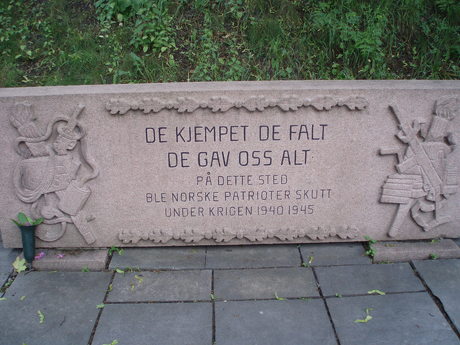 DE KJEMPET DE FALT
DE GAV OSS ALT
PÅ DETTE STED
BLE NORSKE PATRIOTER SKUTT
UNDER KRIGEN 1940 1945